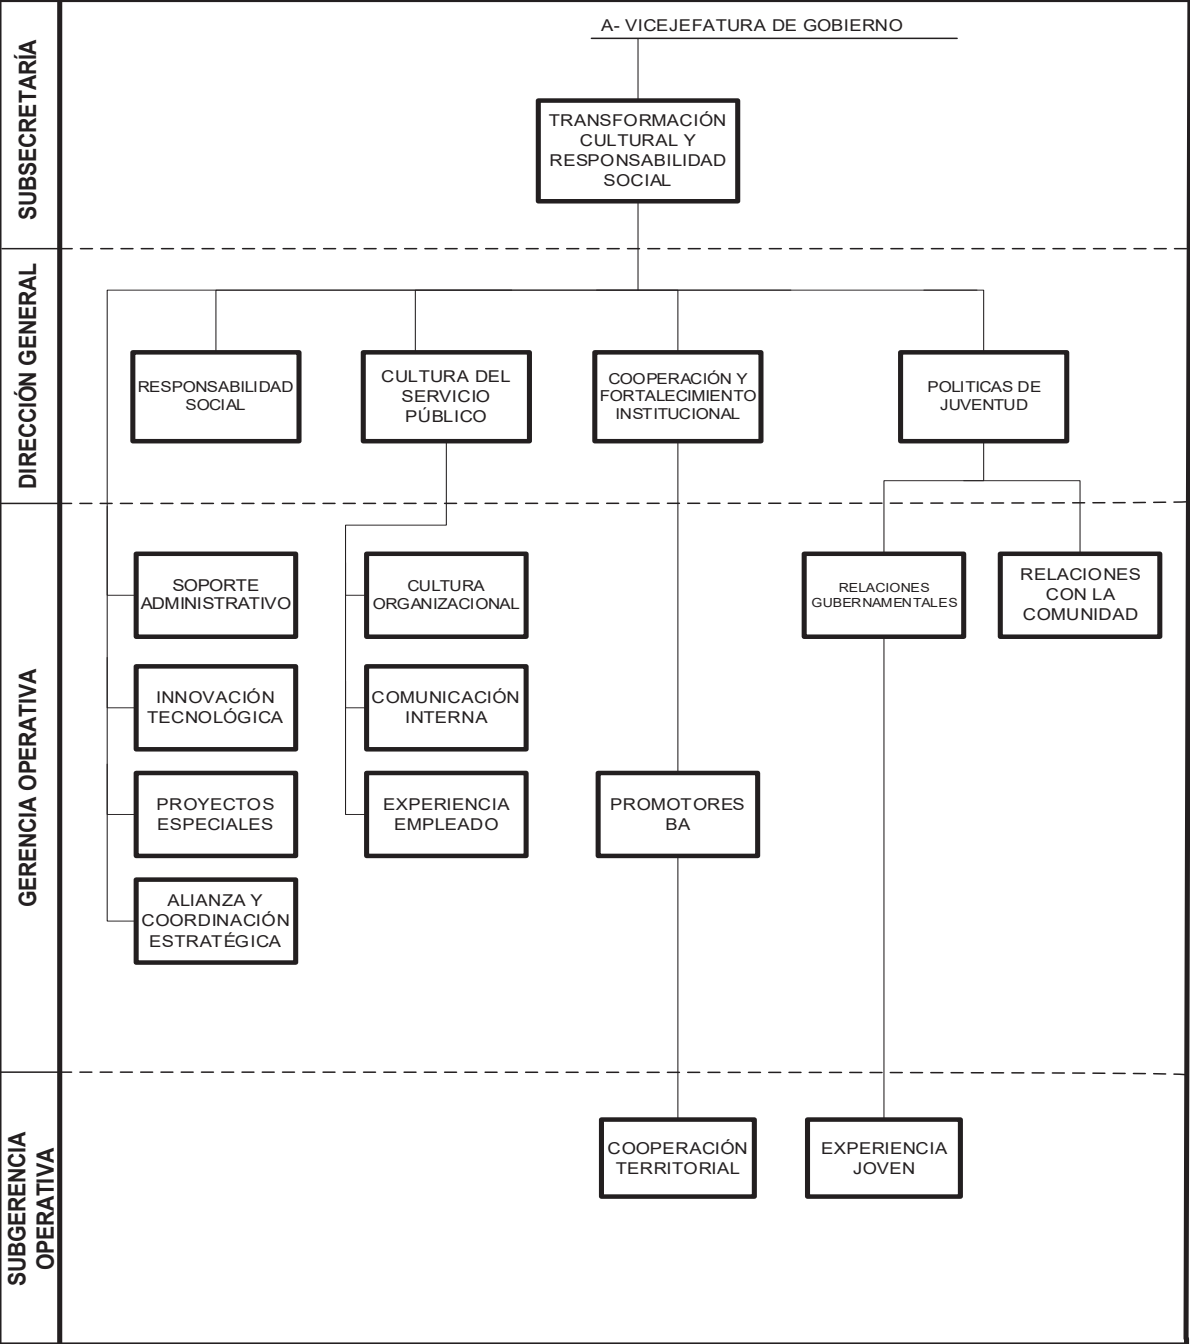 A- VICEJEFATURA DE GOBIERNO
SUBSECRETARÍA
TRANSFORMACIÓN
CULTURAL Y
RESPONSABILIDAD
SOCIAL
DIRECCIÓN GENERAL
RESPONSABILIDAD
SOCIAL
CULTURA DEL
SERVICIO
PÚBLICO
COOPERACIÓN Y
FORTALECIMIENTO
INSTITUCIONAL
POLITICAS DE
JUVENTUD
GERENCIA OPERATIVA
SOPORTE
ADMINISTRATIVO
CULTURA
ORGANIZACIONAL
RELACIONES
GUBERNAMENTALES
RELACIONES
CON LA
COMUNIDAD
INNOVACIÓN
TECNOLÓGICA
COMUNICACIÓN
INTERNA
PROYECTOS
ESPECIALES
EXPERIENCIA
EMPLEADO
PROMOTORES
BA
ALIANZA Y
COORDINACIÓN
ESTRATÉGICA
SUBGERENCIA
OPERATIVA
COOPERACIÓN
TERRITORIAL
EXPERIENCIA
JOVEN